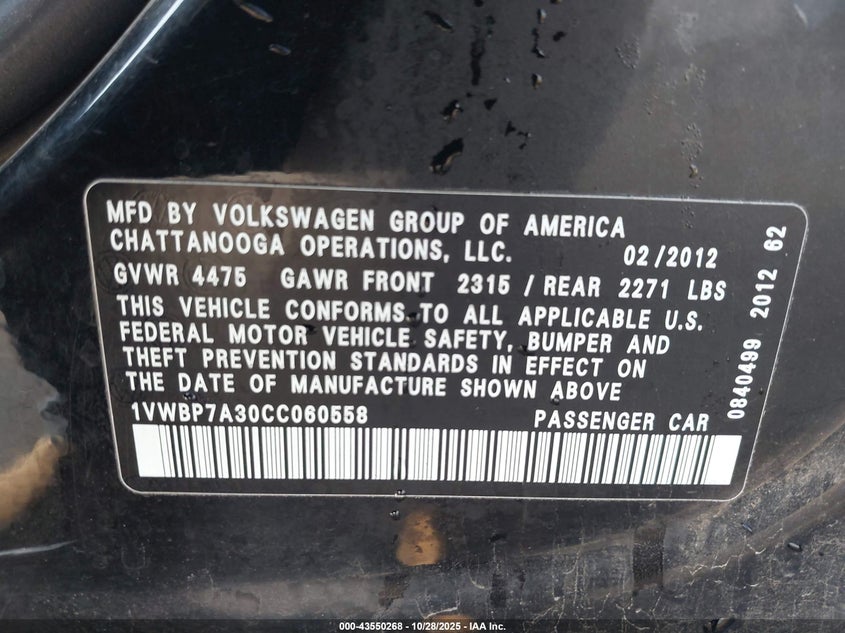 MFD BY VOLKSWAGEN GROUP OF AMERICA
CHATTANOOGA OPERATIONS, LLC. 02/2012
GVWR 4475 GAWR FRONT 2315 / REAR 2271 LBS
THIS VEHICLE CONFORMS TO ALL APPLICABLE U.S.
FEDERAL MOTOR VEHICLE SAFETY, BUMPER AND
THEFT PREVENTION STANDARDS IN EFFECT ON
THE DATE OF MANUFACTURE SHOWN ABOVE
1VWBP7A30CC060558 PASSENGER CAR
0840499 2012 62
000-43550268 - 10/28/2025 - IAA Inc.